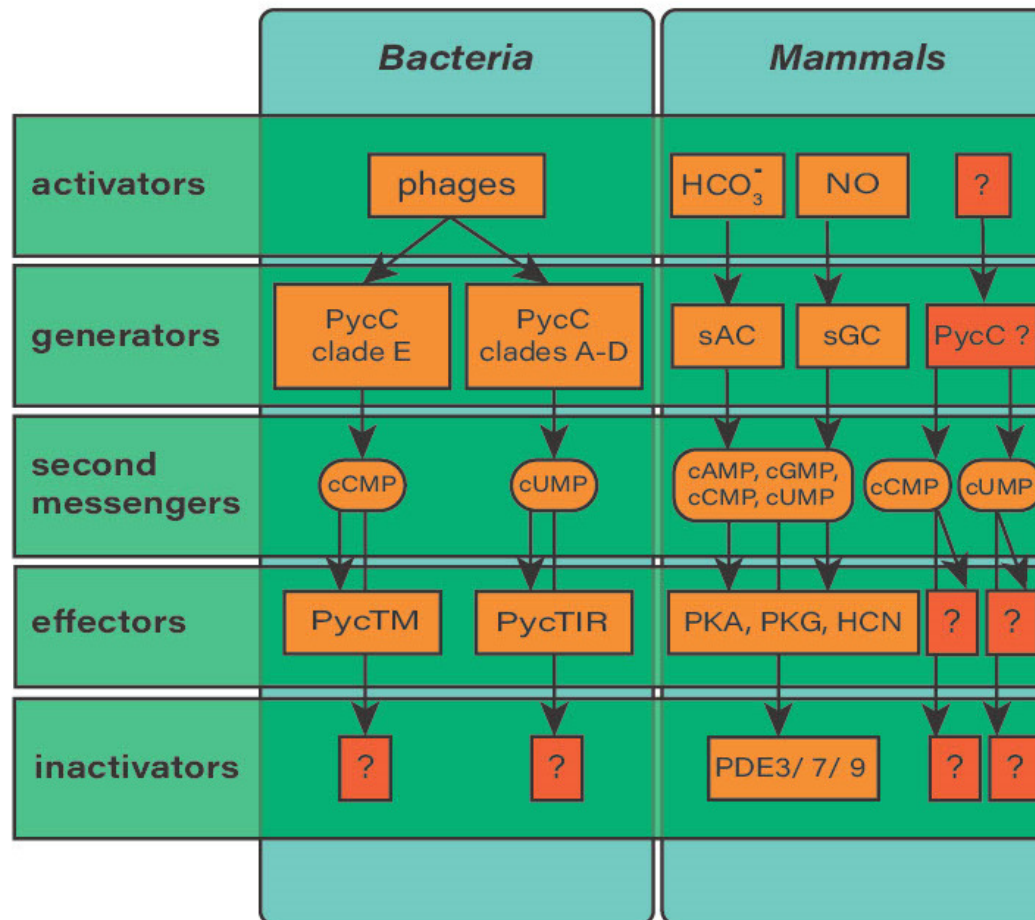 Bacteria
Mammals
activators
phages
HCO3-
NO
?
generators
PycC
clade E
PycC
clades A-D
sAC
sGC
PycC ?
second
messengers
cCMP
cUMP
cAMP, cGMP,
cCMP, cUMP
cCMP
cUMP
effectors
PycTM
PycTIR
PKA, PKG, HCN
?
?
inactivators
?
?
PDE3/ 7/ 9
?
?